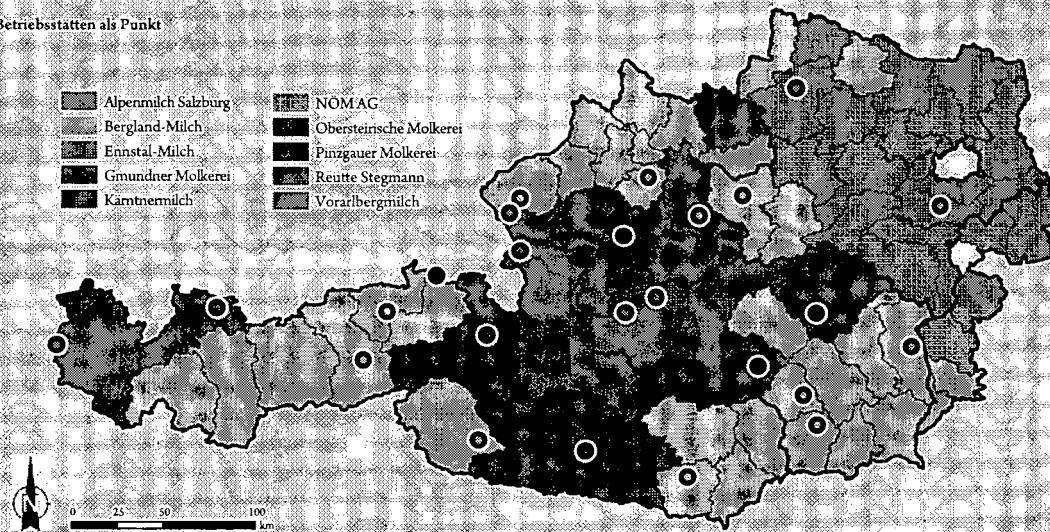 Betriebsstätten als Punkt
Alpenmilch Salzburg
Bergland-Milch
Ennstal-Milch
Gmundner Molkerei
Kärntnermilch
NÖM AG
Obersteirische Molkerei
Pinzgauer Molkerei
Reutte Stegmann
Vorarlbergmilch
N
0 25 50 100
km